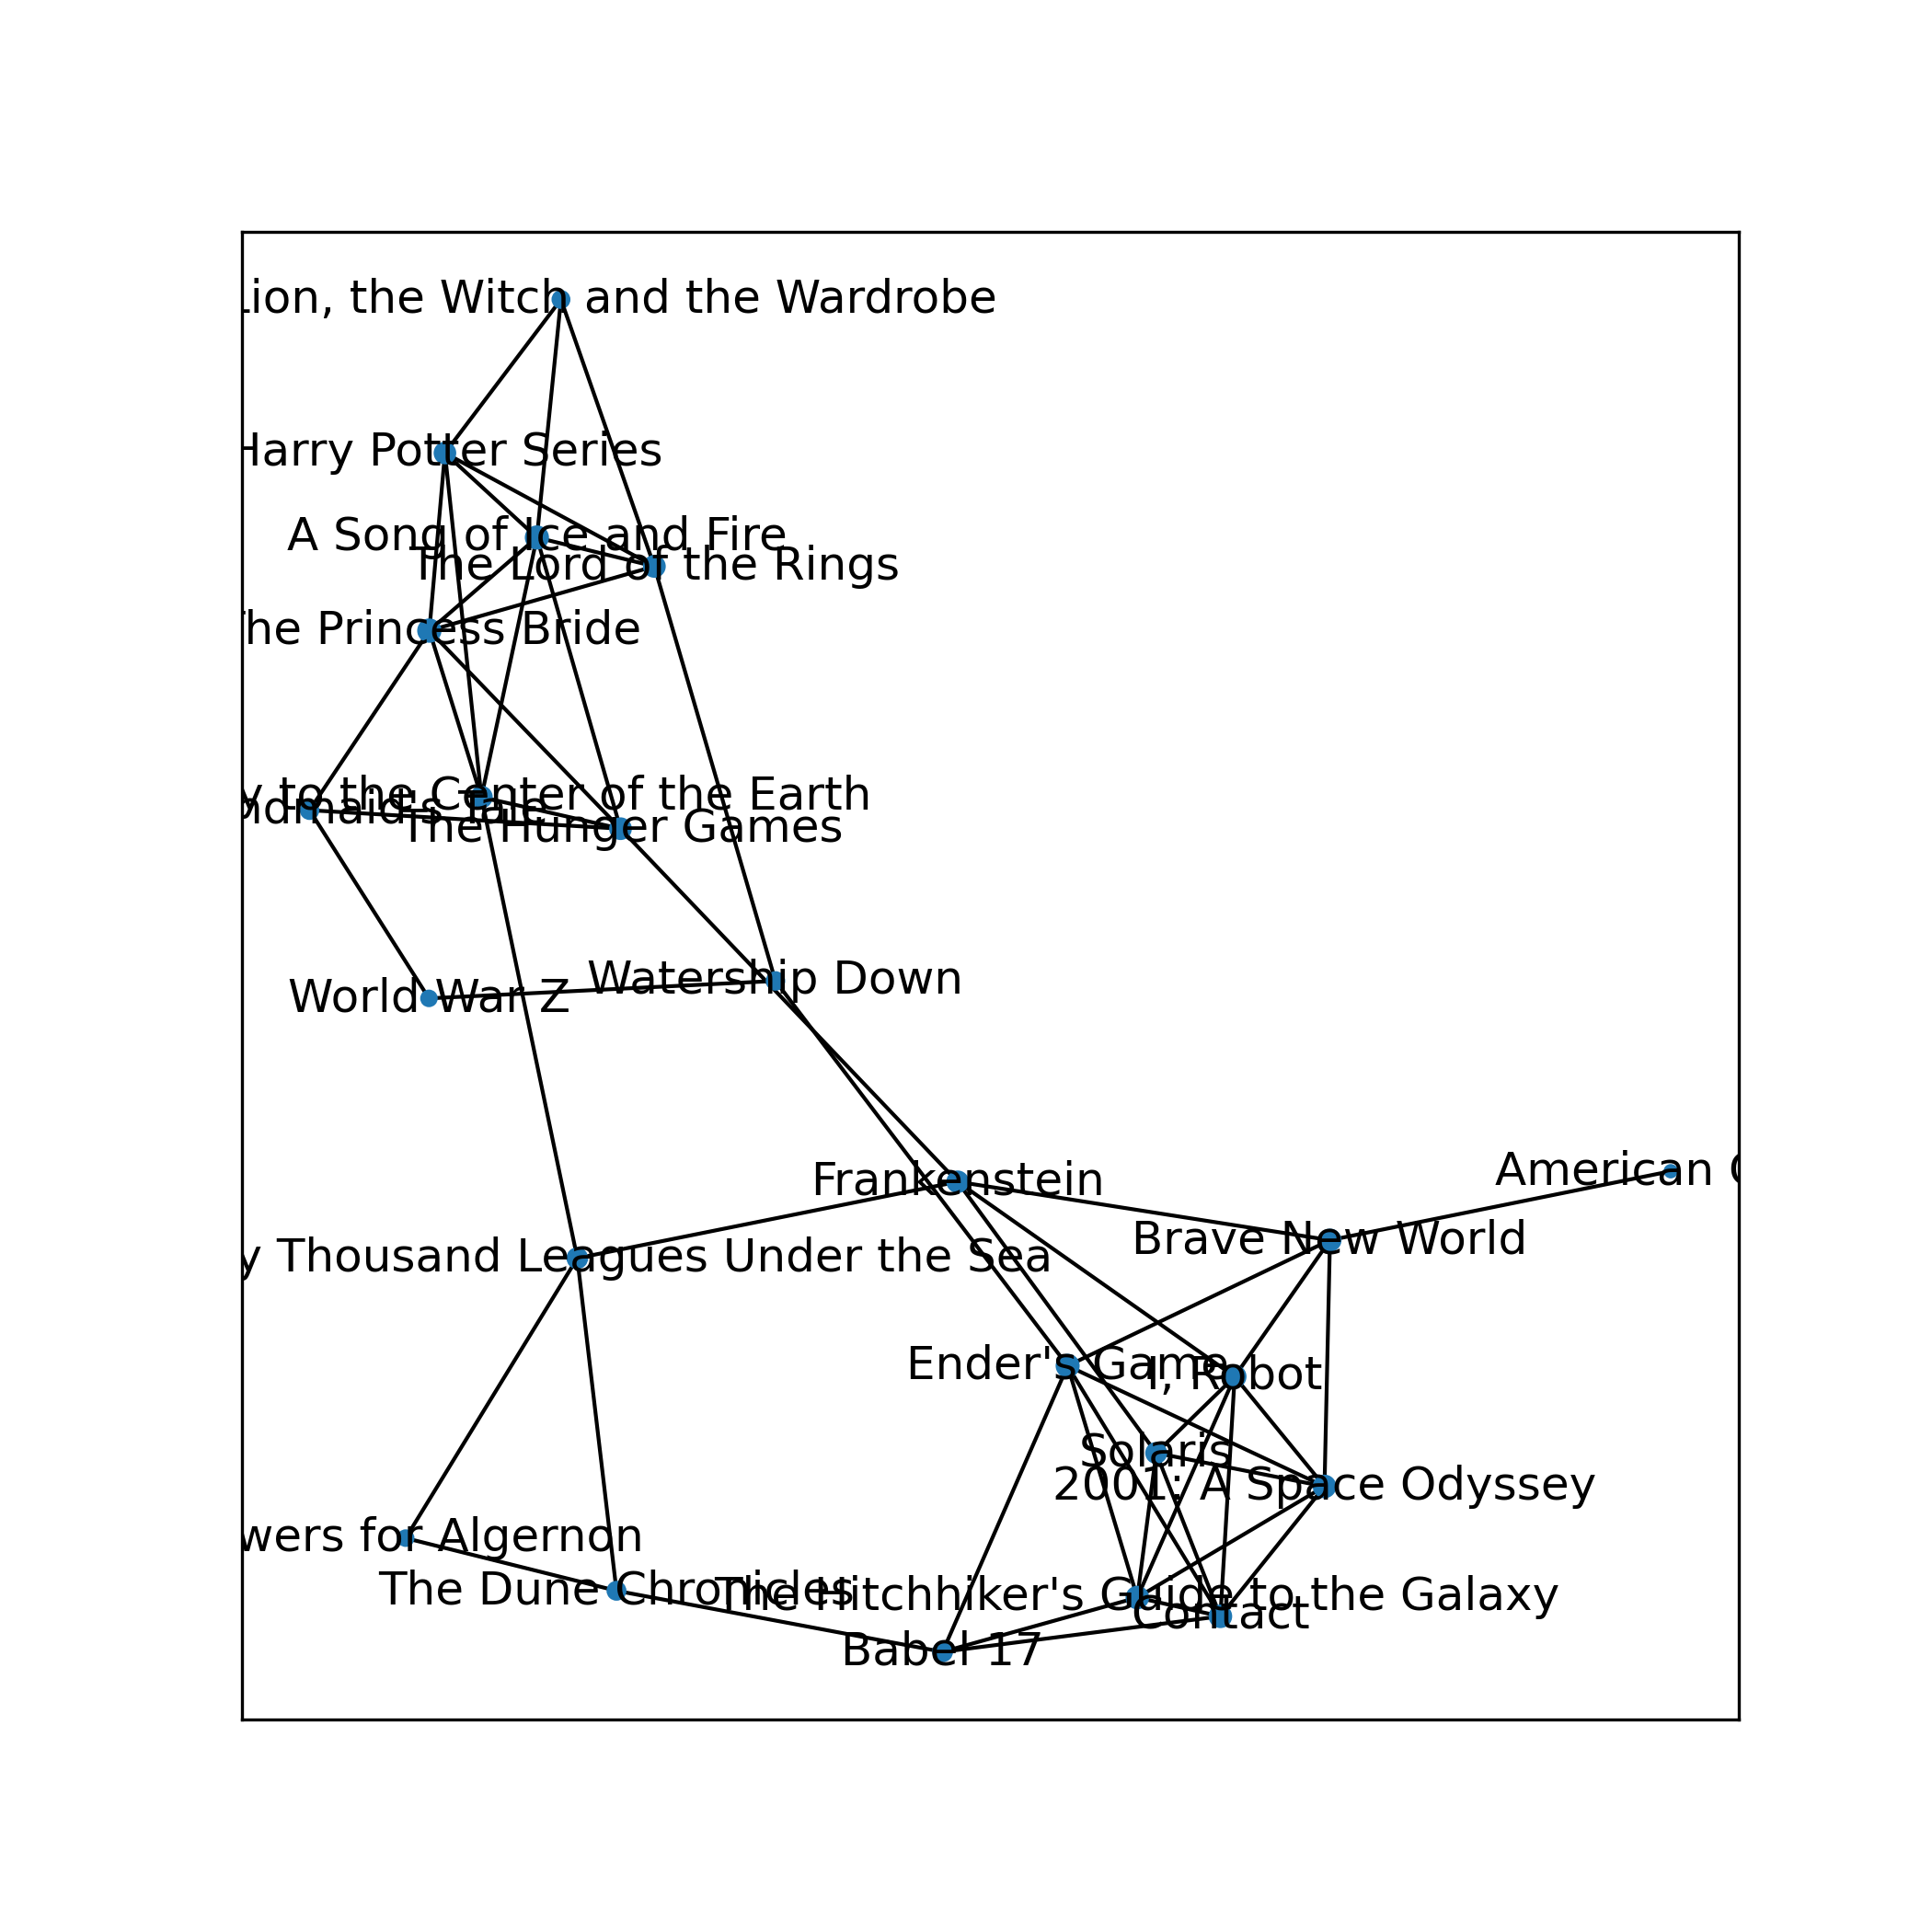 Lion, the Witch and the Wardrobe
Harry Potter Series
A Song of Ice and Fire
The Lord of the Rings
The Princess Bride
y to the Center of the Earth
ndmaid's Tale
The Hunger Games
Watership Down
World War Z
American
Frankenstein
Brave New World
y Thousand Leagues Under the Sea
Ender's Game
I, Robot
Solaris
2001: A Space Odyssey
wers for Algernon
The Dune Chronicles
The Hitchhiker's Guide to the Galaxy
Contact
Babel 17